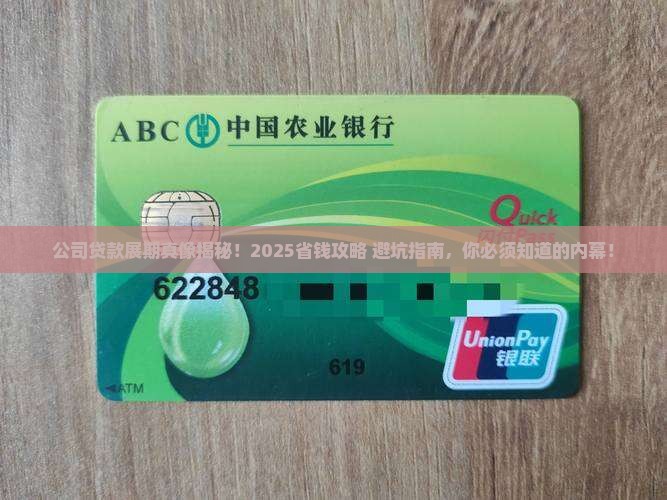 ABC 中国农业银行
Quick
公司贷款展期真像揭秘！2025省钱攻略 避坑指南，你必须知道的内幕！
622848
UnionPay
银联
619
◄ATM